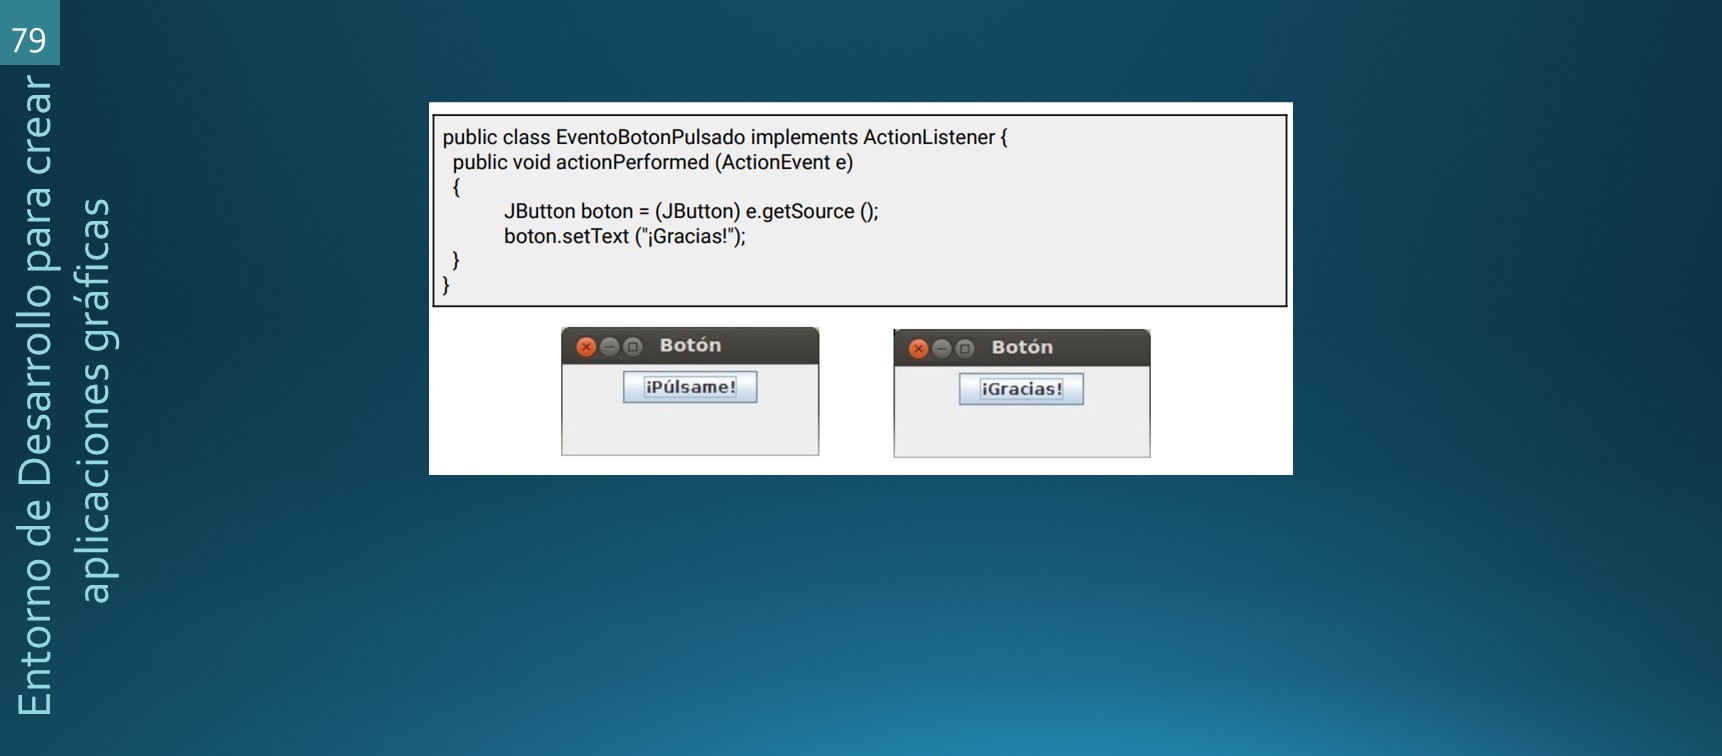 79
Entorno de Desarrollo para crear
aplicaciones gráficas
public class EventoBotonPulsado implements ActionListener {
public void actionPerformed (ActionEvent e)
{
JButton boton = (JButton) e.getSource ();
boton.setText ("¡Gracias!");
}
}
Botón
¡Púlsame!
Botón
¡Gracias!